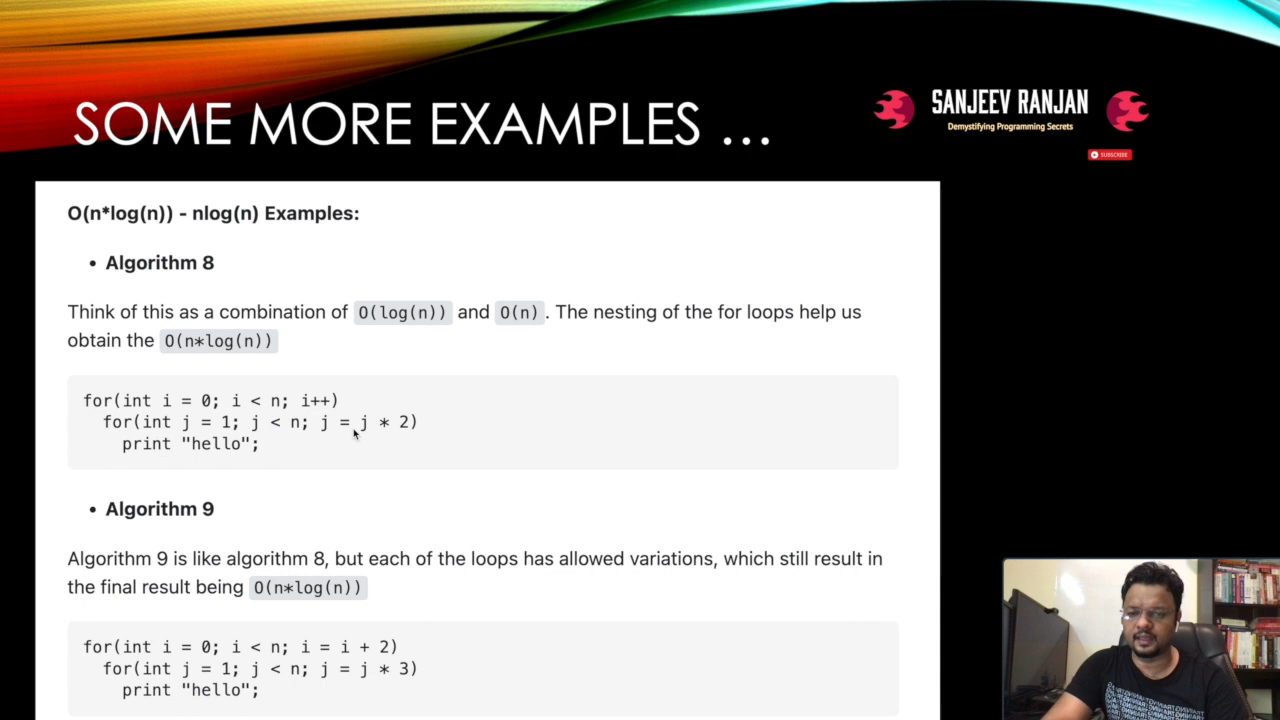 SOME MORE EXAMPLES ...
SANJEEV RANJAN
Demystifying Programming Secrets
SUBSCRIBE
O(n*log(n)) - nlog(n) Examples:
• Algorithm 8
Think of this as a combination of O(log(n)) and O(n). The nesting of the for loops help us
obtain the O(n*log(n))
for(int i = 0; i < n; i++)
for(int j = 1; j < n; j = j * 2)
print "hello";
• Algorithm 9
Algorithm 9 is like algorithm 8, but each of the loops has allowed variations, which still result in
the final result being O(n*log(n))
for(int i = 0; i < n; i = i + 2)
for(int j = 1; j < n; j = j * 3)
print "hello";